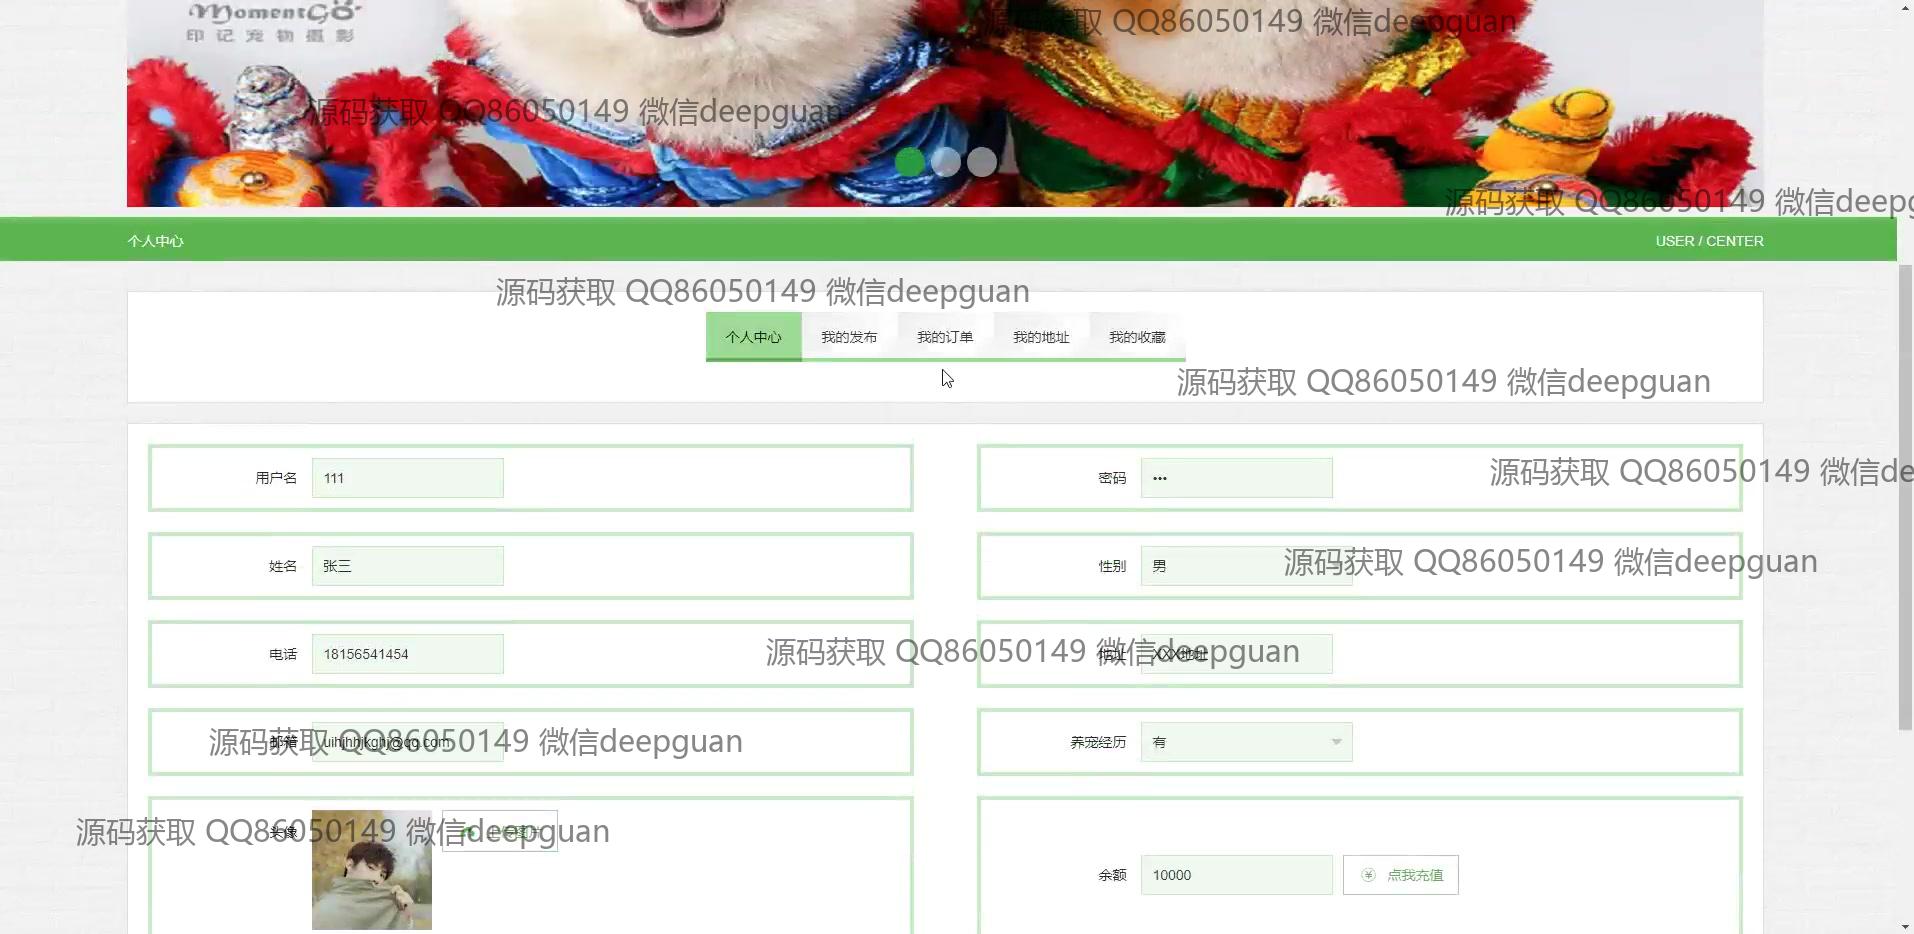 MomentGo
印记宠物摄影
源码获取 QQ86050149 微信deepguan
源码获取 QQ86050149 微信deepguan
源码获取 QQ86050149 微信deepg
个人中心
USER / CENTER
源码获取 QQ86050149 微信deepguan
个人中心
我的发布
我的订单
我的地址
我的收藏
源码获取 QQ86050149 微信deepguan
用户名 111
密码 •••
源码获取 QQ86050149 微信de
姓名 张三
性别 男
源码获取 QQ86050149 微信deepguan
电话 18156541454
地址 XXX地址
源码获取 QQ86050149 微信deepguan
邮箱
源码获取 QQ86050149 微信deepguan
养宠经历 有
头像
上传图片
源码获取 QQ86050149 微信deepguan
余额 10000
点我充值